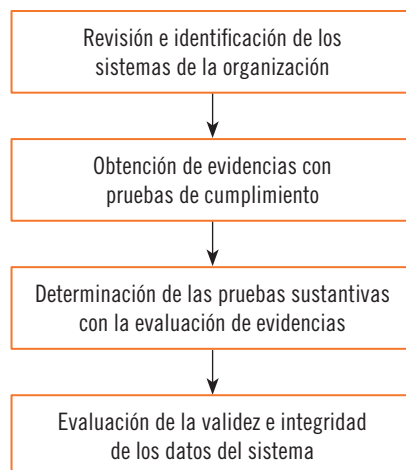 Revisión e identificación de los
sistemas de la organización
Obtención de evidencias con
pruebas de cumplimiento
Determinación de las pruebas sustantivas
con la evaluación de evidencias
Evaluación de la validez e integridad
de los datos del sistema